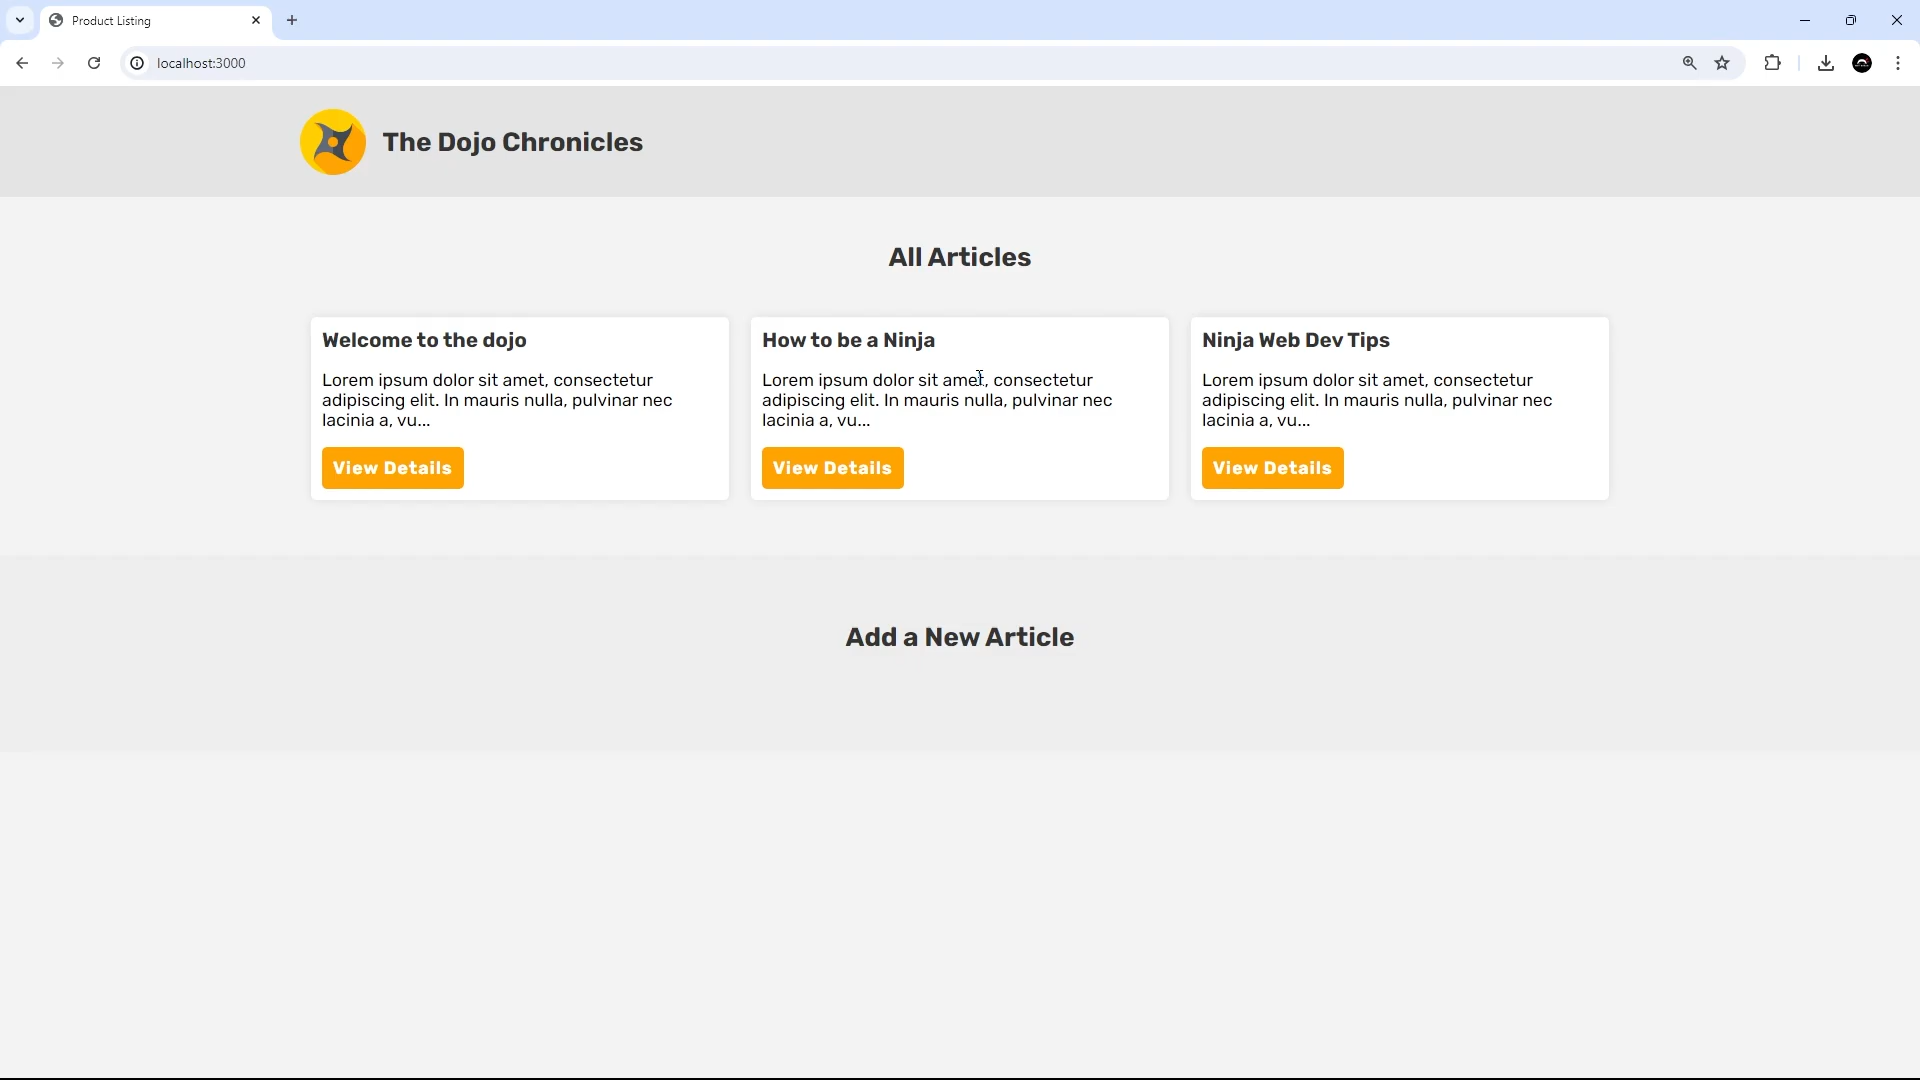 Product Listing
localhost:3000
The Dojo Chronicles
All Articles
Welcome to the dojo
Lorem ipsum dolor sit amet, consectetur
adipiscing elit. In mauris nulla, pulvinar nec
lacinia a, vu...
View Details
How to be a Ninja
Lorem ipsum dolor sit amet, consectetur
adipiscing elit. In mauris nulla, pulvinar nec
lacinia a, vu...
View Details
Ninja Web Dev Tips
Lorem ipsum dolor sit amet, consectetur
adipiscing elit. In mauris nulla, pulvinar nec
lacinia a, vu...
View Details
Add a New Article